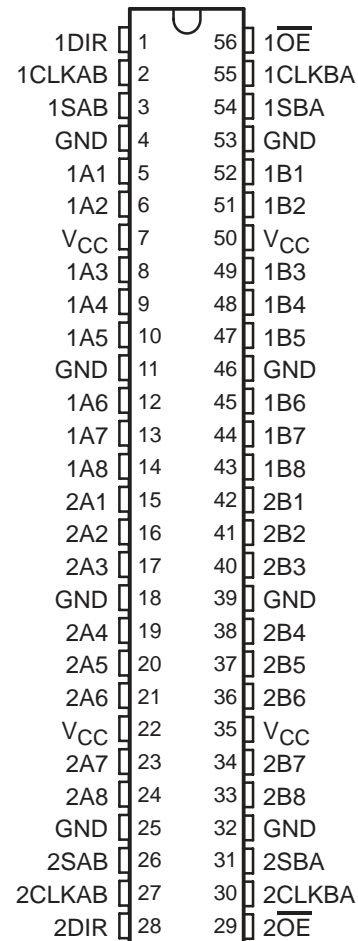 1DIR 1 56 1O̅E̅
1CLKAB 2 55 1CLKBA
1SAB 3 54 1SBA
GND 4 53 GND
1A1 5 52 1B1
1A2 6 51 1B2
VCC 7 50 VCC
1A3 8 49 1B3
1A4 9 48 1B4
1A5 10 47 1B5
GND 11 46 GND
1A6 12 45 1B6
1A7 13 44 1B7
1A8 14 43 1B8
2A1 15 42 2B1
2A2 16 41 2B2
2A3 17 40 2B3
GND 18 39 GND
2A4 19 38 2B4
2A5 20 37 2B5
2A6 21 36 2B6
VCC 22 35 VCC
2A7 23 34 2B7
2A8 24 33 2B8
GND 25 32 GND
2SAB 26 31 2SBA
2CLKAB 27 30 2CLKBA
2DIR 28 29 2O̅E̅